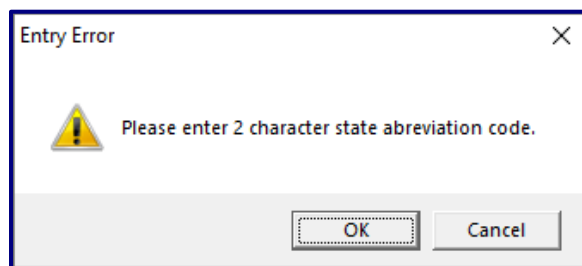 Entry Error
Please enter 2 character state abreviation code.
OK
Cancel